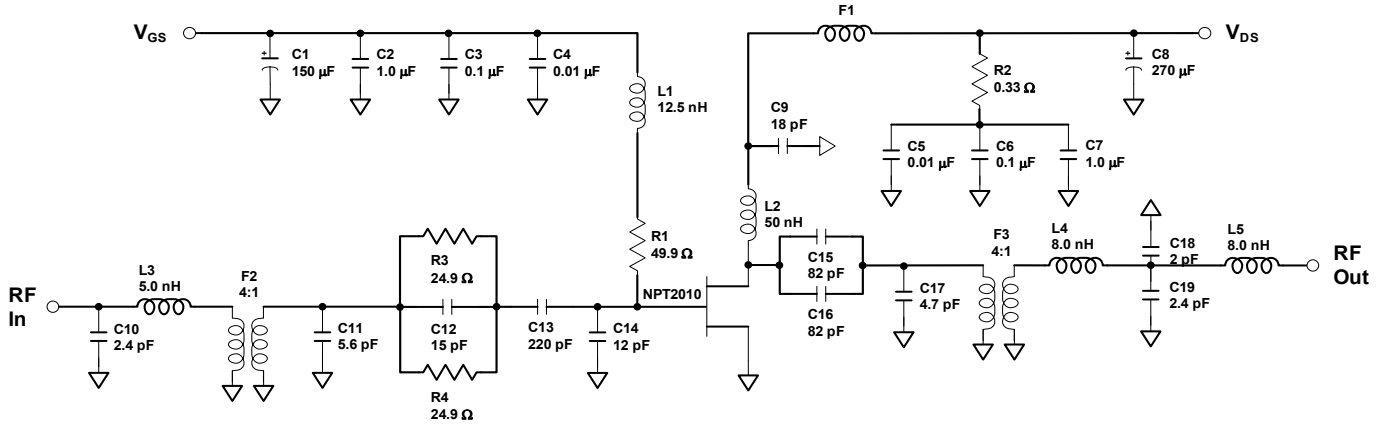 F1
V_GS
V_DS
C1
150 µF
C2
1.0 µF
C3
0.1 µF
C4
0.01 µF
C8
270 µF
R2
0.33 Ω
L1
12.5 nH
C9
18 pF
C5
0.01 µF
C6
0.1 µF
C7
1.0 µF
L2
50 nH
R1
49.9 Ω
R3
24.9 Ω
F3
4:1
L4
8.0 nH
C18
2 pF
L5
8.0 nH
RF
Out
C15
82 pF
L3
5.0 nH
F2
4:1
RF
In
NPT2010
C17
4.7 pF
C19
2.4 pF
C16
82 pF
C10
2.4 pF
C11
5.6 pF
C12
15 pF
C13
220 pF
C14
12 pF
R4
24.9 Ω
+
+